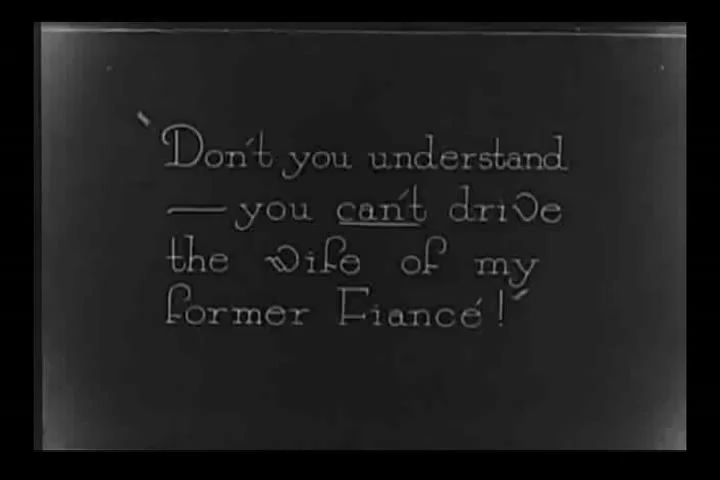 "Don't you understand
— you can't drive
the wife of my
former Fiancé!"